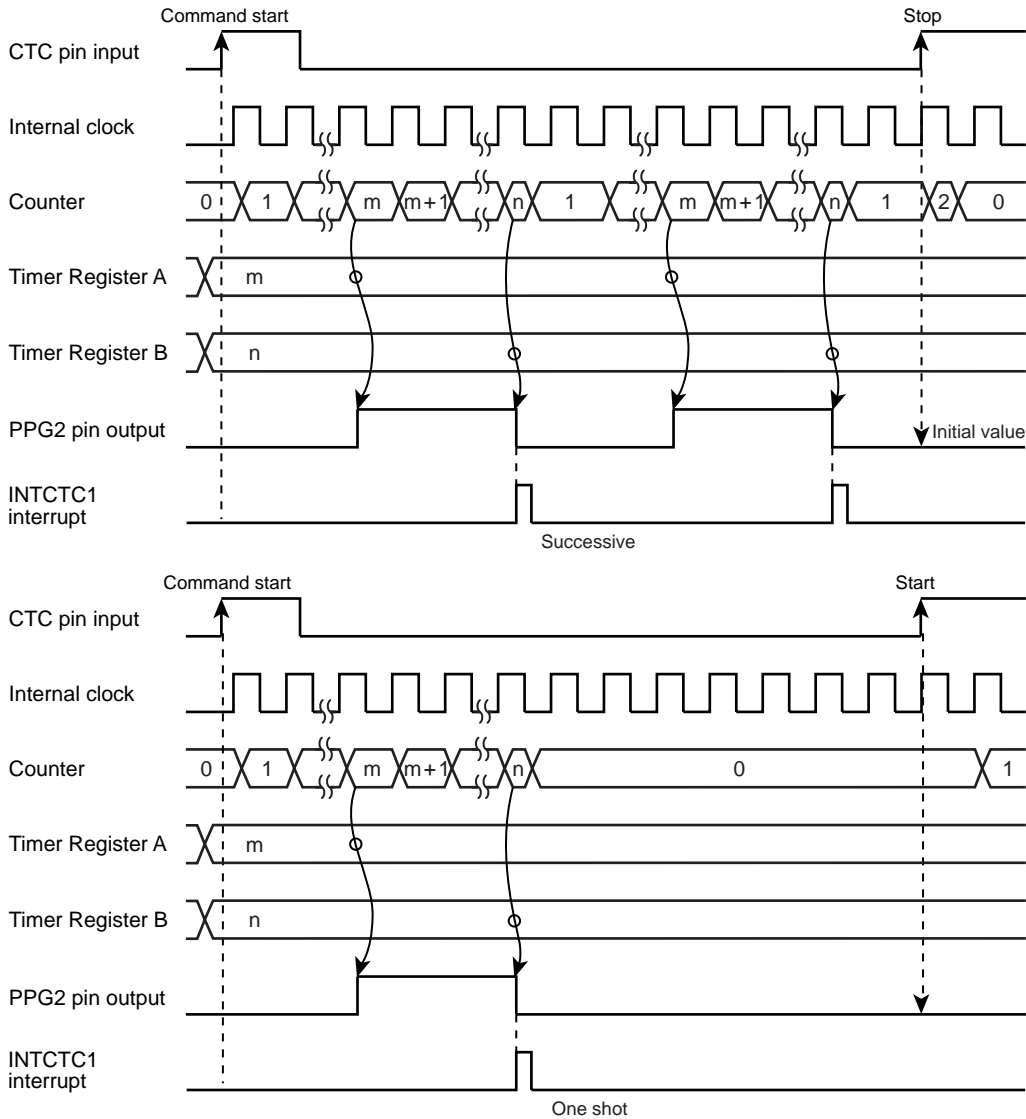 Command start Stop
CTC pin input
Internal clock
Counter 0 1 m m+1 n 1 m m+1 n 1 2 0
Timer Register A m
Timer Register B n
PPG2 pin output Initial value
INTCTC1
interrupt
Successive
Command start Start
CTC pin input
Internal clock
Counter 0 1 m m+1 n 0 1
Timer Register A m
Timer Register B n
PPG2 pin output
INTCTC1
interrupt
One shot